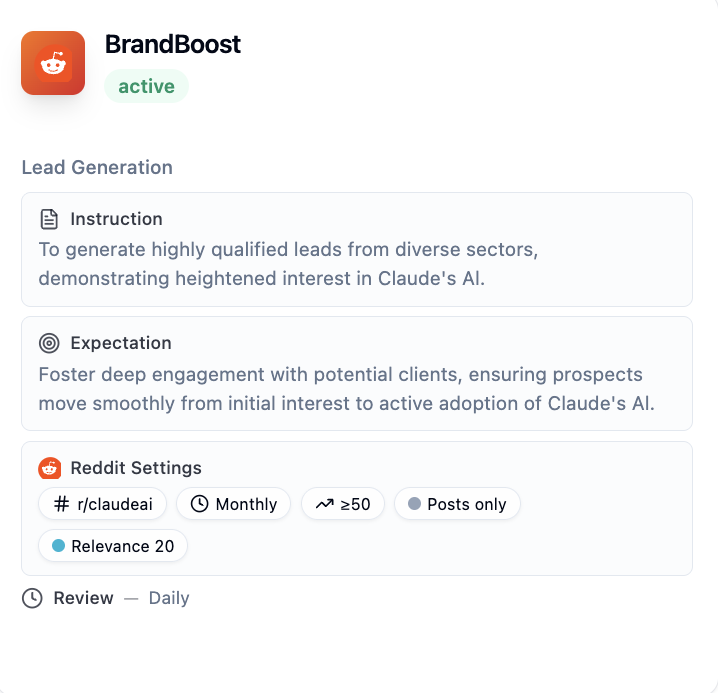 BrandBoost
active
Lead Generation
Instruction
To generate highly qualified leads from diverse sectors,
demonstrating heightened interest in Claude's AI.
Expectation
Foster deep engagement with potential clients, ensuring prospects
move smoothly from initial interest to active adoption of Claude's AI.
Reddit Settings
# r/claudeai Monthly ≥50 Posts only
Relevance 20
Review — Daily